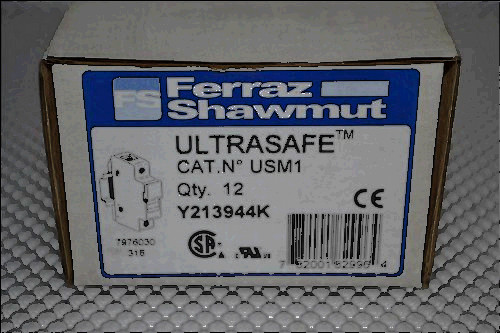 FS Ferraz
Shawmut
ULTRASAFE™
CAT.N° USM1
Qty. 12
Y213944K
7976030
316
CE